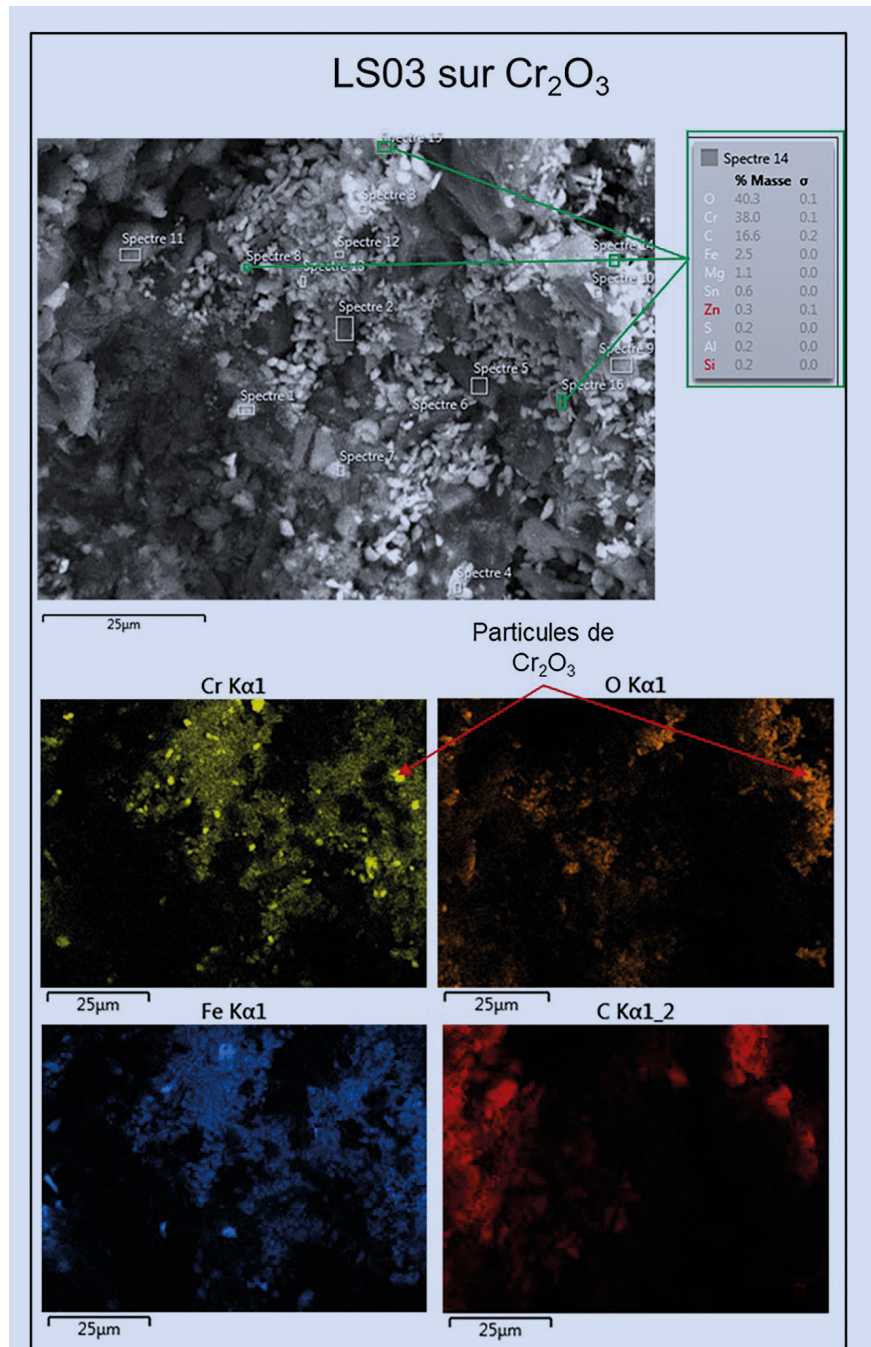 LS03 sur Cr₂O₃
Spectre 15
Spectre 3
Spectre 11
Spectre 12
Spectre 8
Spectre 13
Spectre 14
Spectre 10
Spectre 2
Spectre 9
Spectre 5
Spectre 6
Spectre 16
Spectre 1
Spectre 7
Spectre 4
25µm
Spectre 14
% Masse σ
O 40.3 0.1
Cr 38.0 0.1
C 16.6 0.2
Fe 2.5 0.0
Mg 1.1 0.0
Sn 0.6 0.0
Zn 0.3 0.1
S 0.2 0.0
Al 0.2 0.0
Si 0.2 0.0
Particules de
Cr₂O₃
Cr Kα1
O Kα1
25µm
25µm
Fe Kα1
C Kα1_2
25µm
25µm